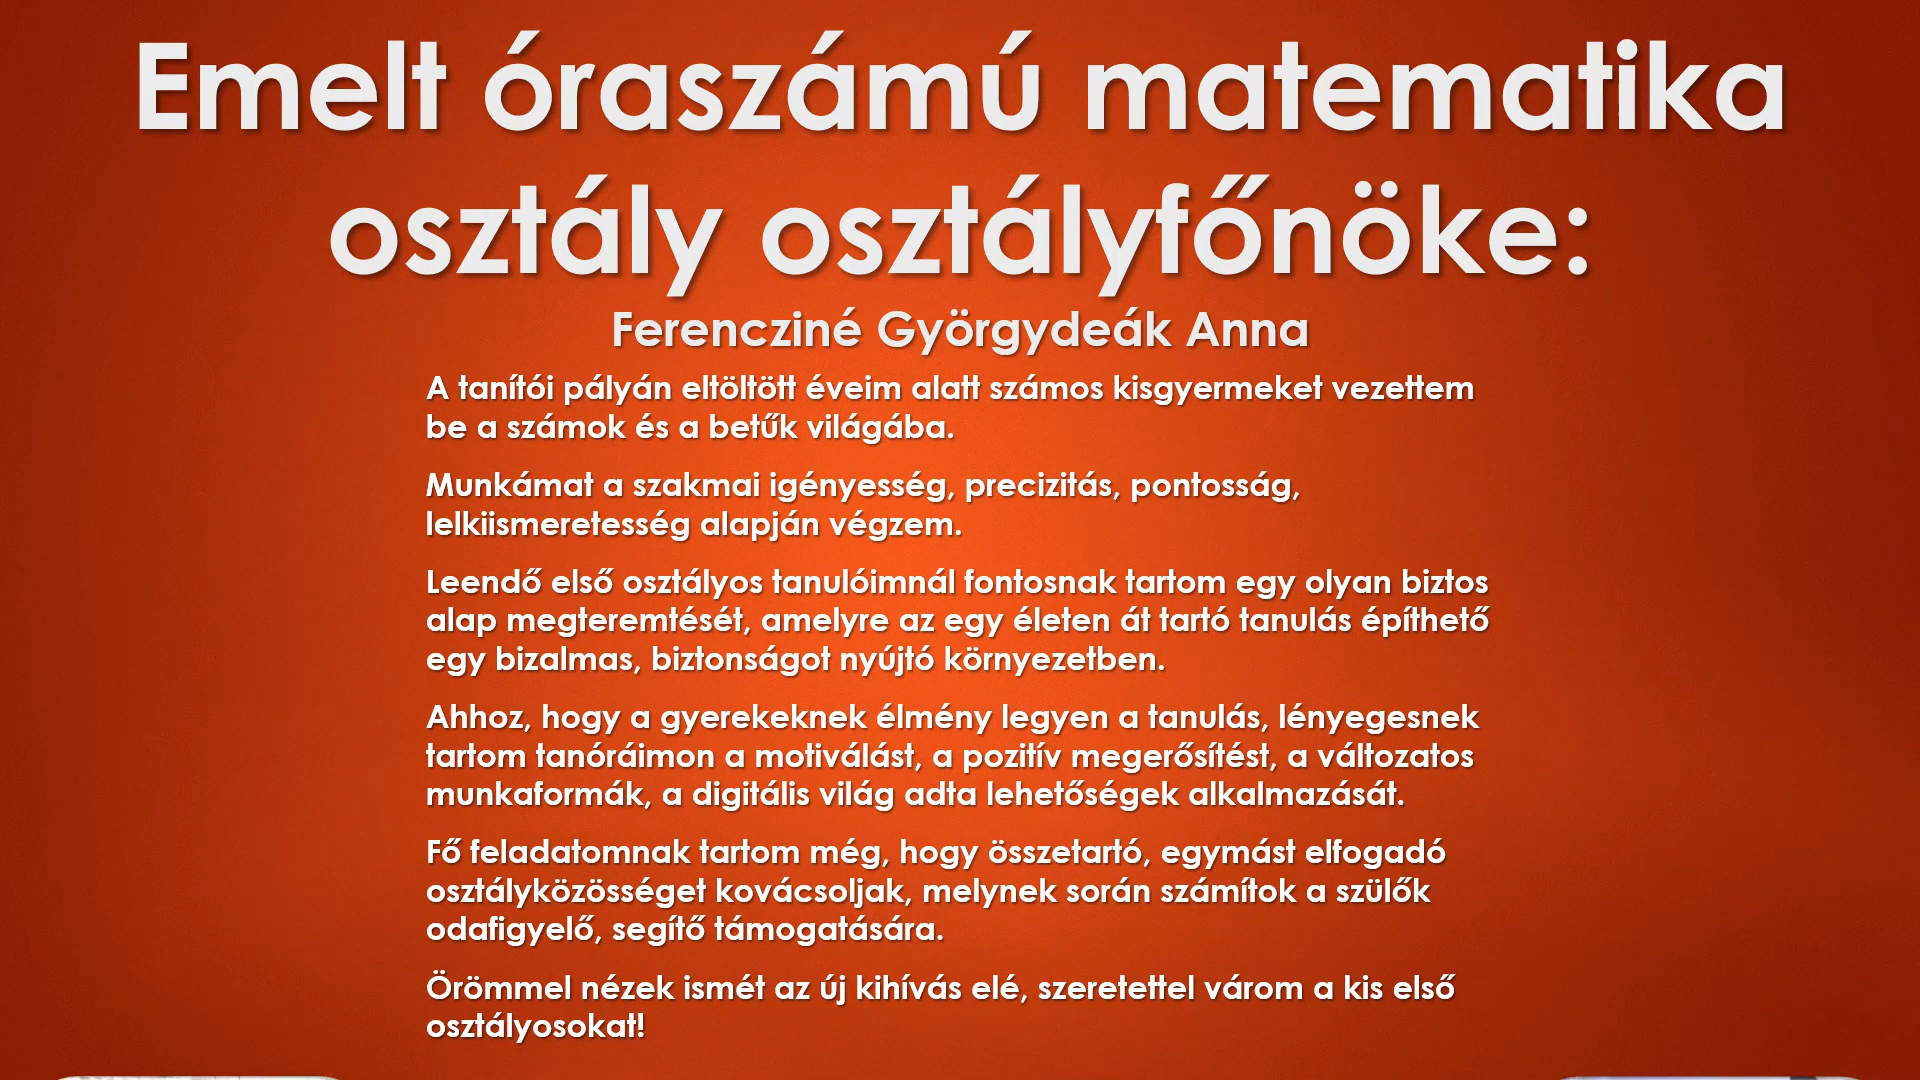 Emelt óraszámú matematika
osztály osztályfőnöke:
Ferencziné Györgydeák Anna
A tanítói pályán eltöltött éveim alatt számos kisgyermeket vezettem
be a számok és a betűk világába.
Munkámat a szakmai igényesség, precizitás, pontosság,
lelkiismeretesség alapján végzem.
Leendő első osztályos tanulóimnál fontosnak tartom egy olyan biztos
alap megteremtését, amelyre az egy életen át tartó tanulás építhető
egy bizalmas, biztonságot nyújtó környezetben.
Ahhoz, hogy a gyerekeknek élmény legyen a tanulás, lényegesnek
tartom tanóráimon a motiválást, a pozitív megerősítést, a változatos
munkaformák, a digitális világ adta lehetőségek alkalmazását.
Fő feladatomnak tartom még, hogy összetartó, egymást elfogadó
osztályközösséget kovácsoljak, melynek során számítok a szülők
odafigyelő, segítő támogatására.
Örömmel nézek ismét az új kihívás elé, szeretettel várom a kis első
osztályosokat!